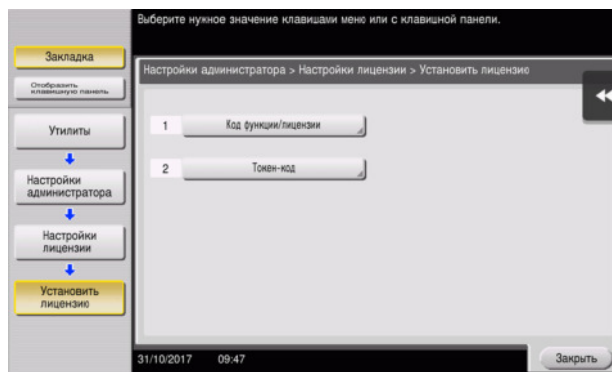 Выберите нужное значение клавишами меню или с клавишной панели.
Закладка
Отобразить
клавишную панель
Утилиты
Настройки
администратора
Настройки
лицензии
Установить
лицензию
Настройки администратора > Настройки лицензии > Установить лицензию
1 Код функции/лицензии
2 Токен-код
31/10/2017 09:47
Закрыть